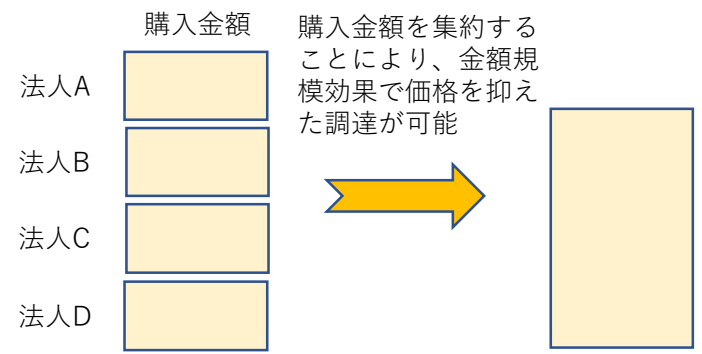 購入金額
購入金額を集約する
ことにより、金額規
模効果で価格を抑え
た調達が可能
法人A
法人B
法人C
法人D